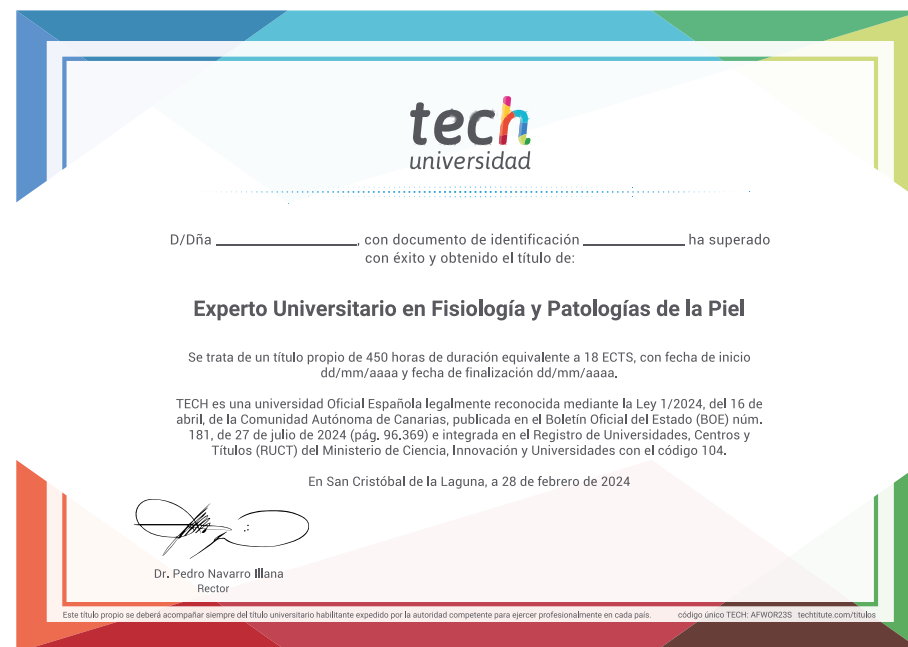 tech
universidad
D/Dña ____________________, con documento de identificación ______________ ha superado
con éxito y obtenido el título de:
Experto Universitario en Fisiología y Patologías de la Piel
Se trata de un título propio de 450 horas de duración equivalente a 18 ECTS, con fecha de inicio
dd/mm/aaaa y fecha de finalización dd/mm/aaaa.
TECH es una universidad Oficial Española legalmente reconocida mediante la Ley 1/2024, del 16 de
abril, de la Comunidad Autónoma de Canarias, publicada en el Boletín Oficial del Estado (BOE) núm.
181, de 27 de julio de 2024 (pág. 96.369) e integrada en el Registro de Universidades, Centros y
Títulos (RUCT) del Ministerio de Ciencia, Innovación y Universidades con el código 104.
En San Cristóbal de la Laguna, a 28 de febrero de 2024
Dr. Pedro Navarro Illana
Rector
Este título propio se deberá acompañar siempre del título universitario habilitante expedido por la autoridad competente para ejercer profesionalmente en cada país. código único TECH: AFWOR23S techtitute.com/titulos